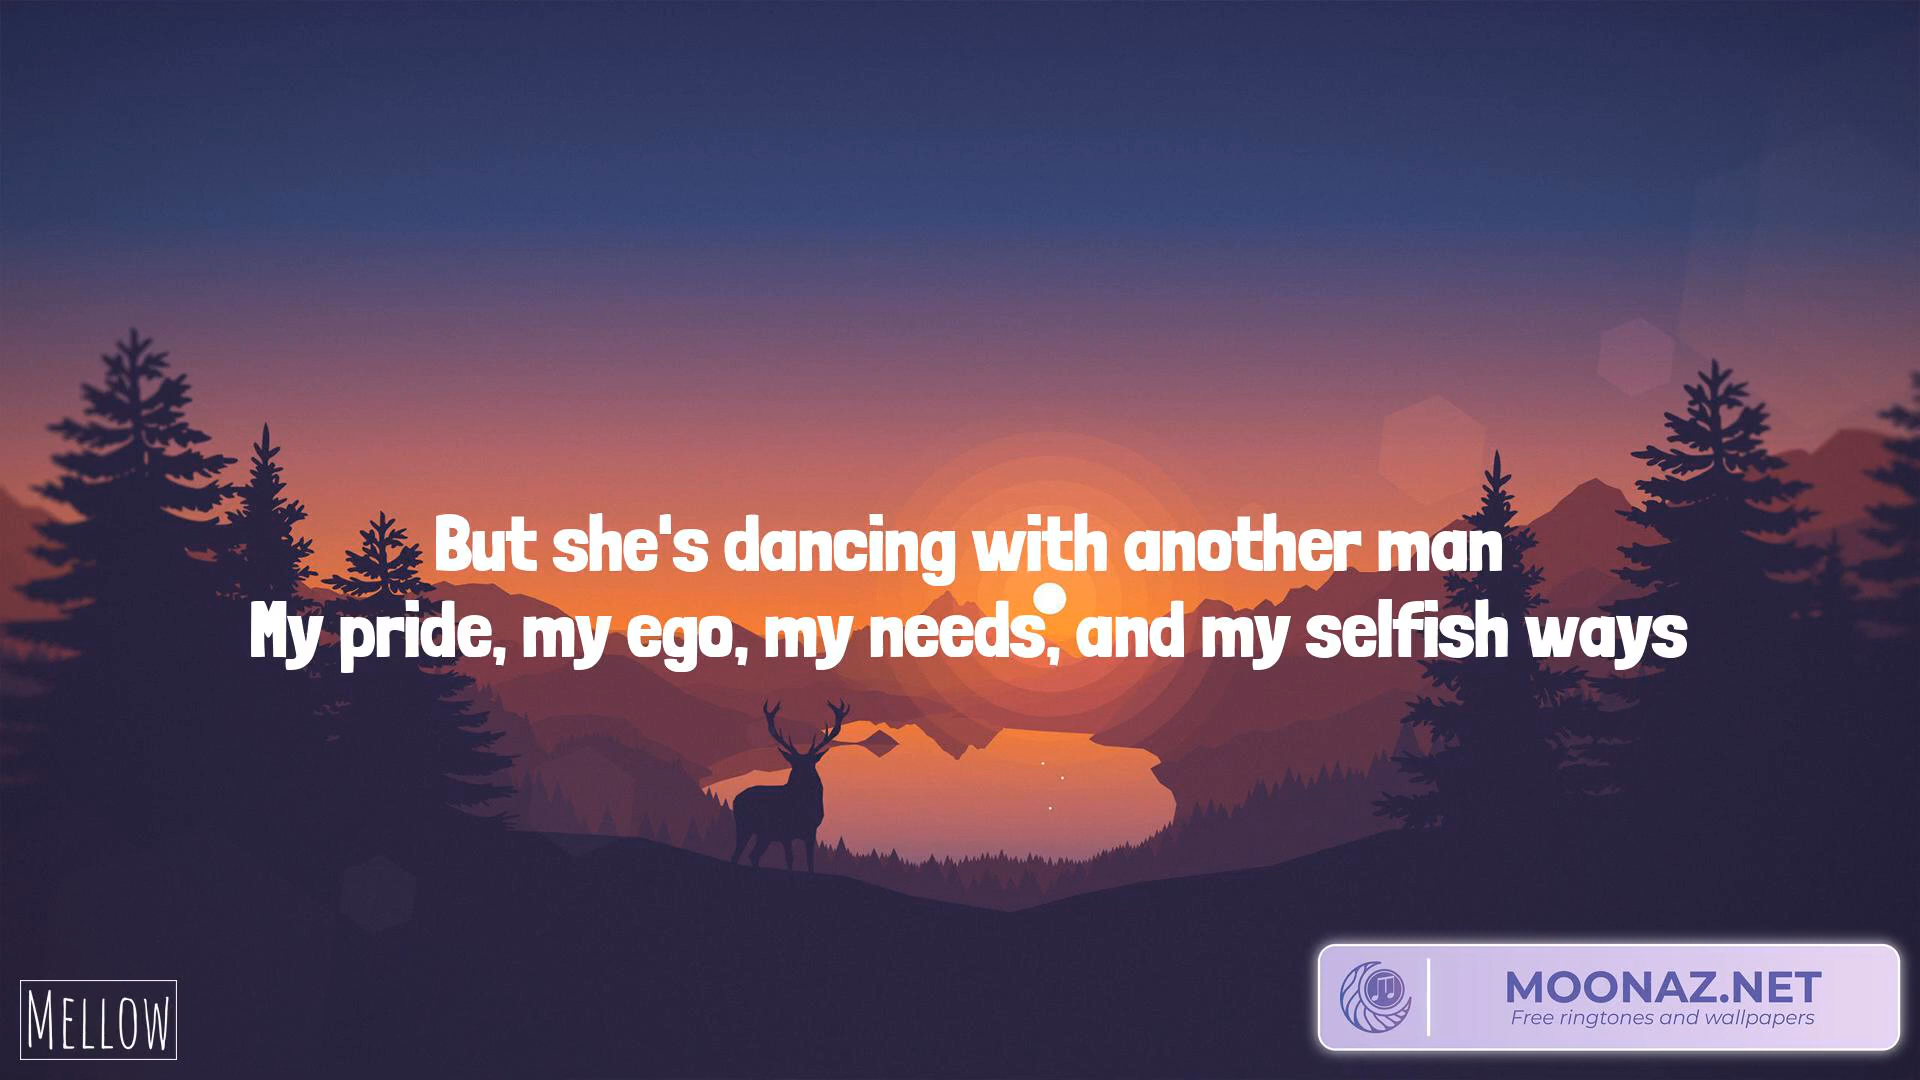 But she's dancing with another man
My pride, my ego, my needs, and my selfish ways
MELLOW
MOONAZ.NET
Free ringtones and wallpapers